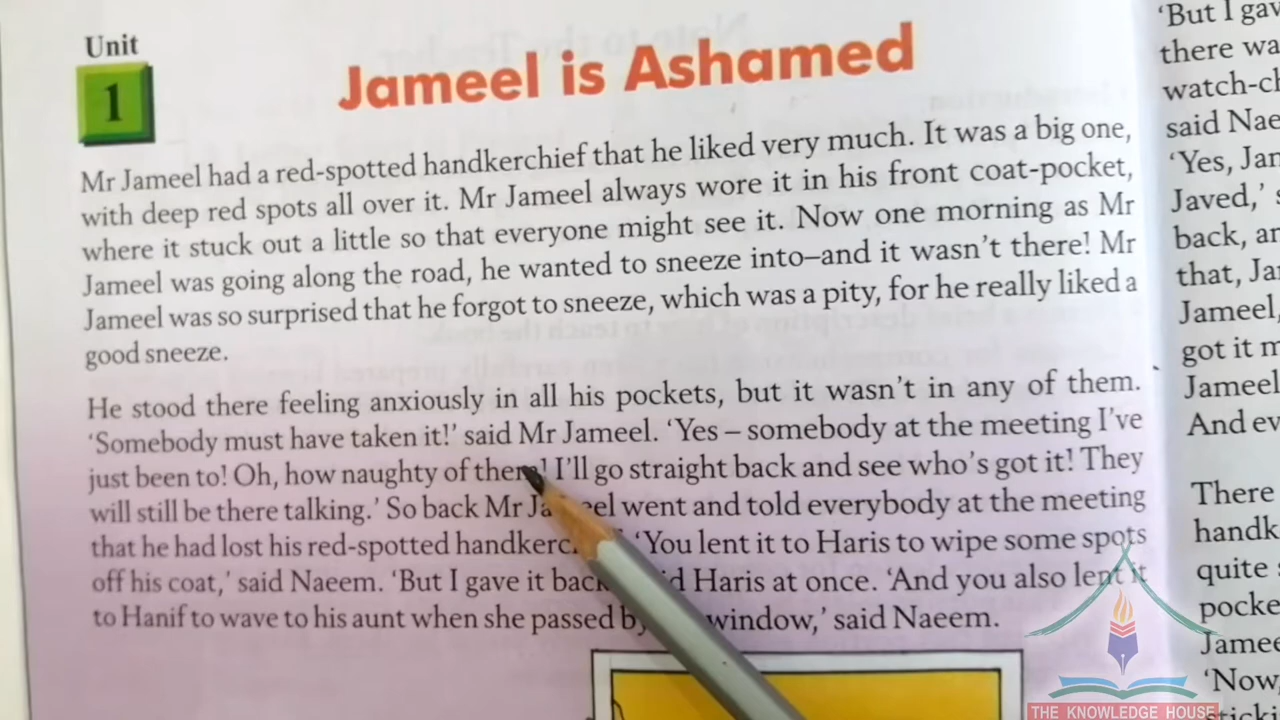 Unit
1
Jameel is Ashamed
Mr Jameel had a red-spotted handkerchief that he liked very much. It was a big one,
with deep red spots all over it. Mr Jameel always wore it in his front coat-pocket,
where it stuck out a little so that everyone might see it. Now one morning as Mr
Jameel was going along the road, he wanted to sneeze into–and it wasn't there! Mr
Jameel was so surprised that he forgot to sneeze, which was a pity, for he really liked a
good sneeze.
He stood there feeling anxiously in all his pockets, but it wasn't in any of them.
'Somebody must have taken it!' said Mr Jameel. 'Yes – somebody at the meeting I've
just been to! Oh, how naughty of them! I'll go straight back and see who's got it! They
will still be there talking.' So back Mr Jameel went and told everybody at the meeting
that he had lost his red-spotted handkerc 'You lent it to Haris to wipe some spots
off his coat,' said Naeem. 'But I gave it back Haris at once. 'And you also lent it
to Hanif to wave to his aunt when she passed by window,' said Naeem.
'But I gav
there wa
watch-ch
said Nae
'Yes, Jan
Javed,' s
back, an
that, Ja
Jameel,
got it m
Jameel
And ev
There
handk
quite
pocke
Jamee
'Now,
sticki
THE KNOWLEDGE HOUSE